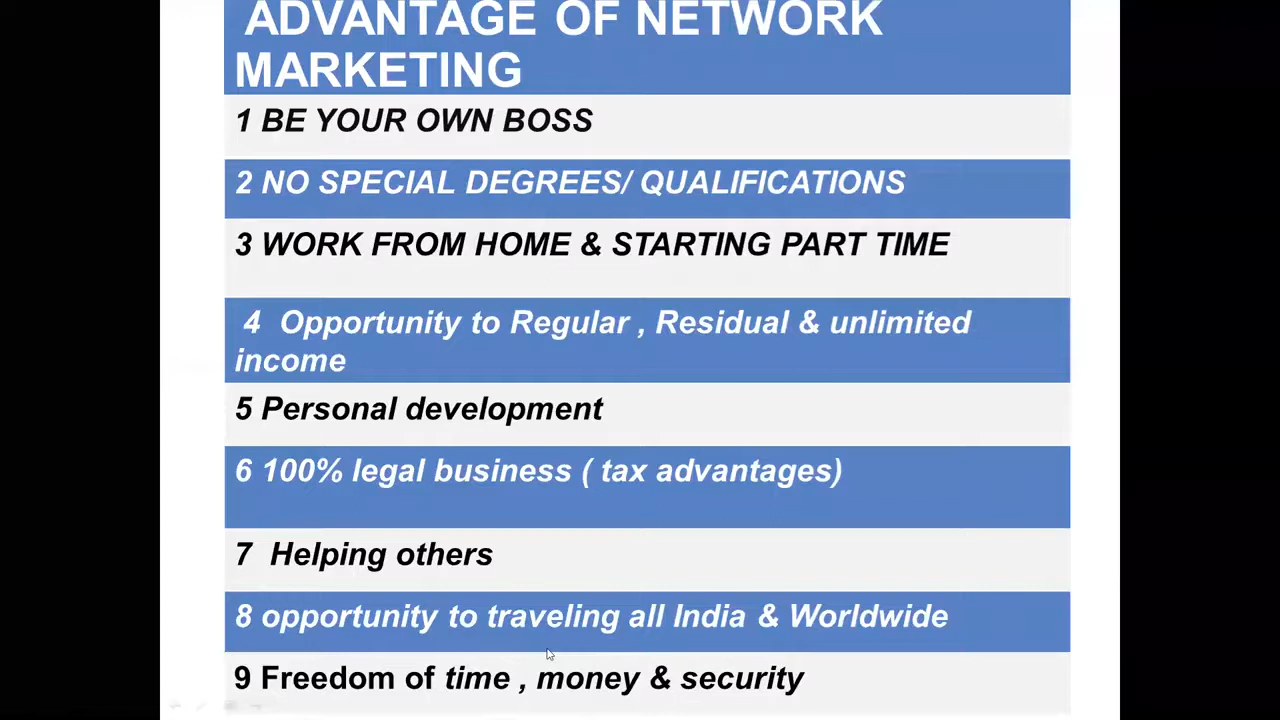 ADVANTAGE OF NETWORK
MARKETING
1 BE YOUR OWN BOSS
2 NO SPECIAL DEGREES/ QUALIFICATIONS
3 WORK FROM HOME & STARTING PART TIME
4 Opportunity to Regular , Residual & unlimited
income
5 Personal development
6 100% legal business ( tax advantages)
7 Helping others
8 opportunity to traveling all India & Worldwide
9 Freedom of time , money & security